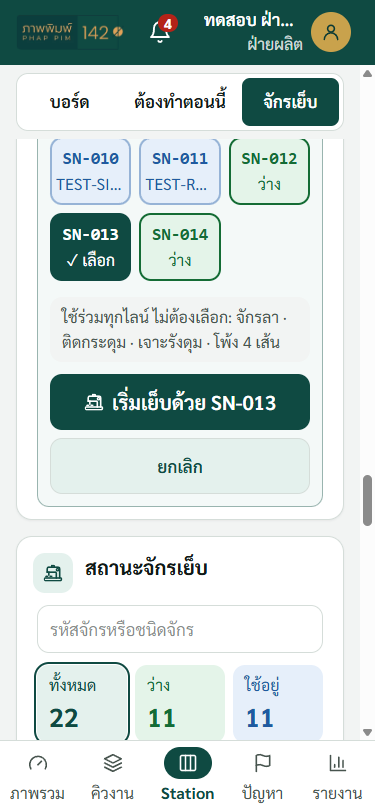 ภาพพิมพ์
PHAP PIM
142
4
ทดสอบ ฝ่า...
ฝ่ายผลิต
บอร์ด
ต้องทำตอนนี้
จักรเย็บ
SN-010
TEST-SI...
SN-011
TEST-R...
SN-012
ว่าง
SN-013
✓ เลือก
SN-014
ว่าง
ใช้ร่วมทุกไลน์ ไม่ต้องเลือก: จักรลา ·
ติดกระดุม · เจาะรังดุม · โพ้ง 4 เส้น
เริ่มเย็บด้วย SN-013
ยกเลิก
สถานะจักรเย็บ
รหัสจักรหรือชนิดจักร
ทั้งหมด
22
ว่าง
11
ใช้อยู่
11
ภาพรวม
คิวงาน
Station
ปัญหา
รายงาน